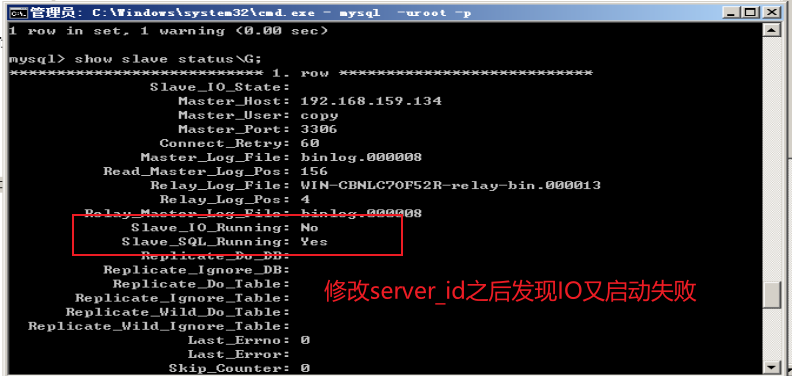 管理员: C:\Windows\system32\cmd.exe - mysql  -uroot -p
1 row in set, 1 warning (0.00 sec)
mysql> show slave status\G;
*************************** 1. row ***************************
Slave_IO_State:
Master_Host: 192.168.159.134
Master_User: copy
Master_Port: 3306
Connect_Retry: 60
Master_Log_File: binlog.000008
Read_Master_Log_Pos: 156
Relay_Log_File: WIN-CBNLC7OF52R-relay-bin.000013
Relay_Log_Pos: 4
Relay_Master_Log_File: binlog.000008
Slave_IO_Running: No
Slave_SQL_Running: Yes
Replicate_Do_DB:
Replicate_Ignore_DB:
Replicate_Do_Table:
Replicate_Ignore_Table:
Replicate_Wild_Do_Table:
Replicate_Wild_Ignore_Table:
Last_Errno: 0
Last_Error:
Skip_Counter: 0
修改server_id之后发现IO又启动失败